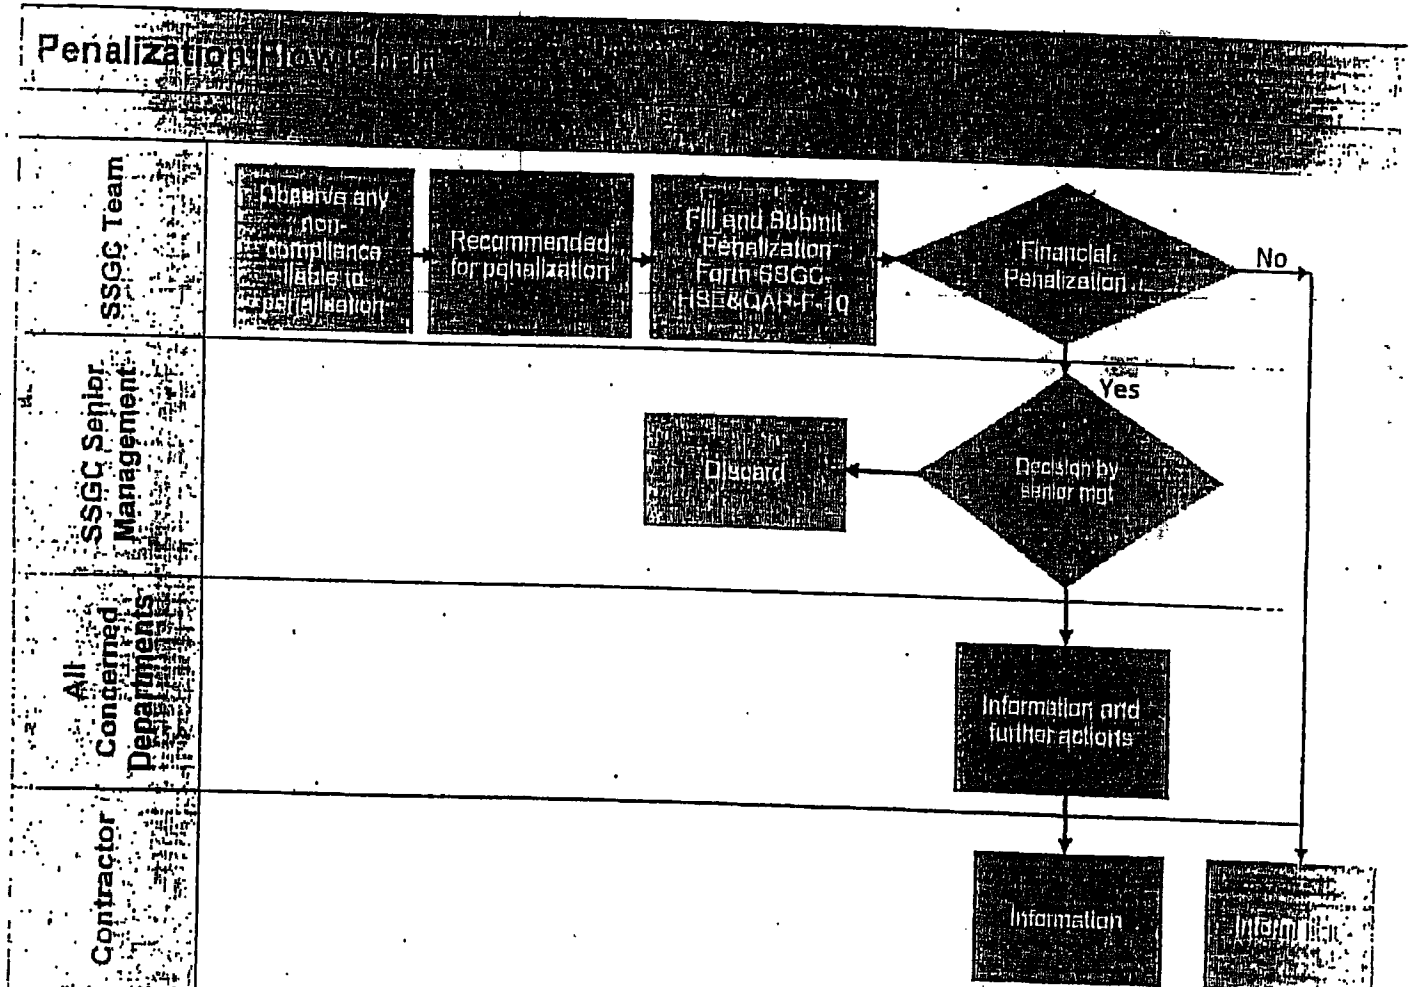 Penalization Flow Chart
SSGC Team
Observe any
non-
compliance
liable to
penalization
Recommended
for penalization
Fill and Submit
Penalization
Form SSGC-
HSE&QAR-F-10
Financial
Penalization
No
Yes
SSGC Senior
Management
Discard
Decision by
senior mgt
All
Concerned
Departments
Information and
further actions
Contractor
Information